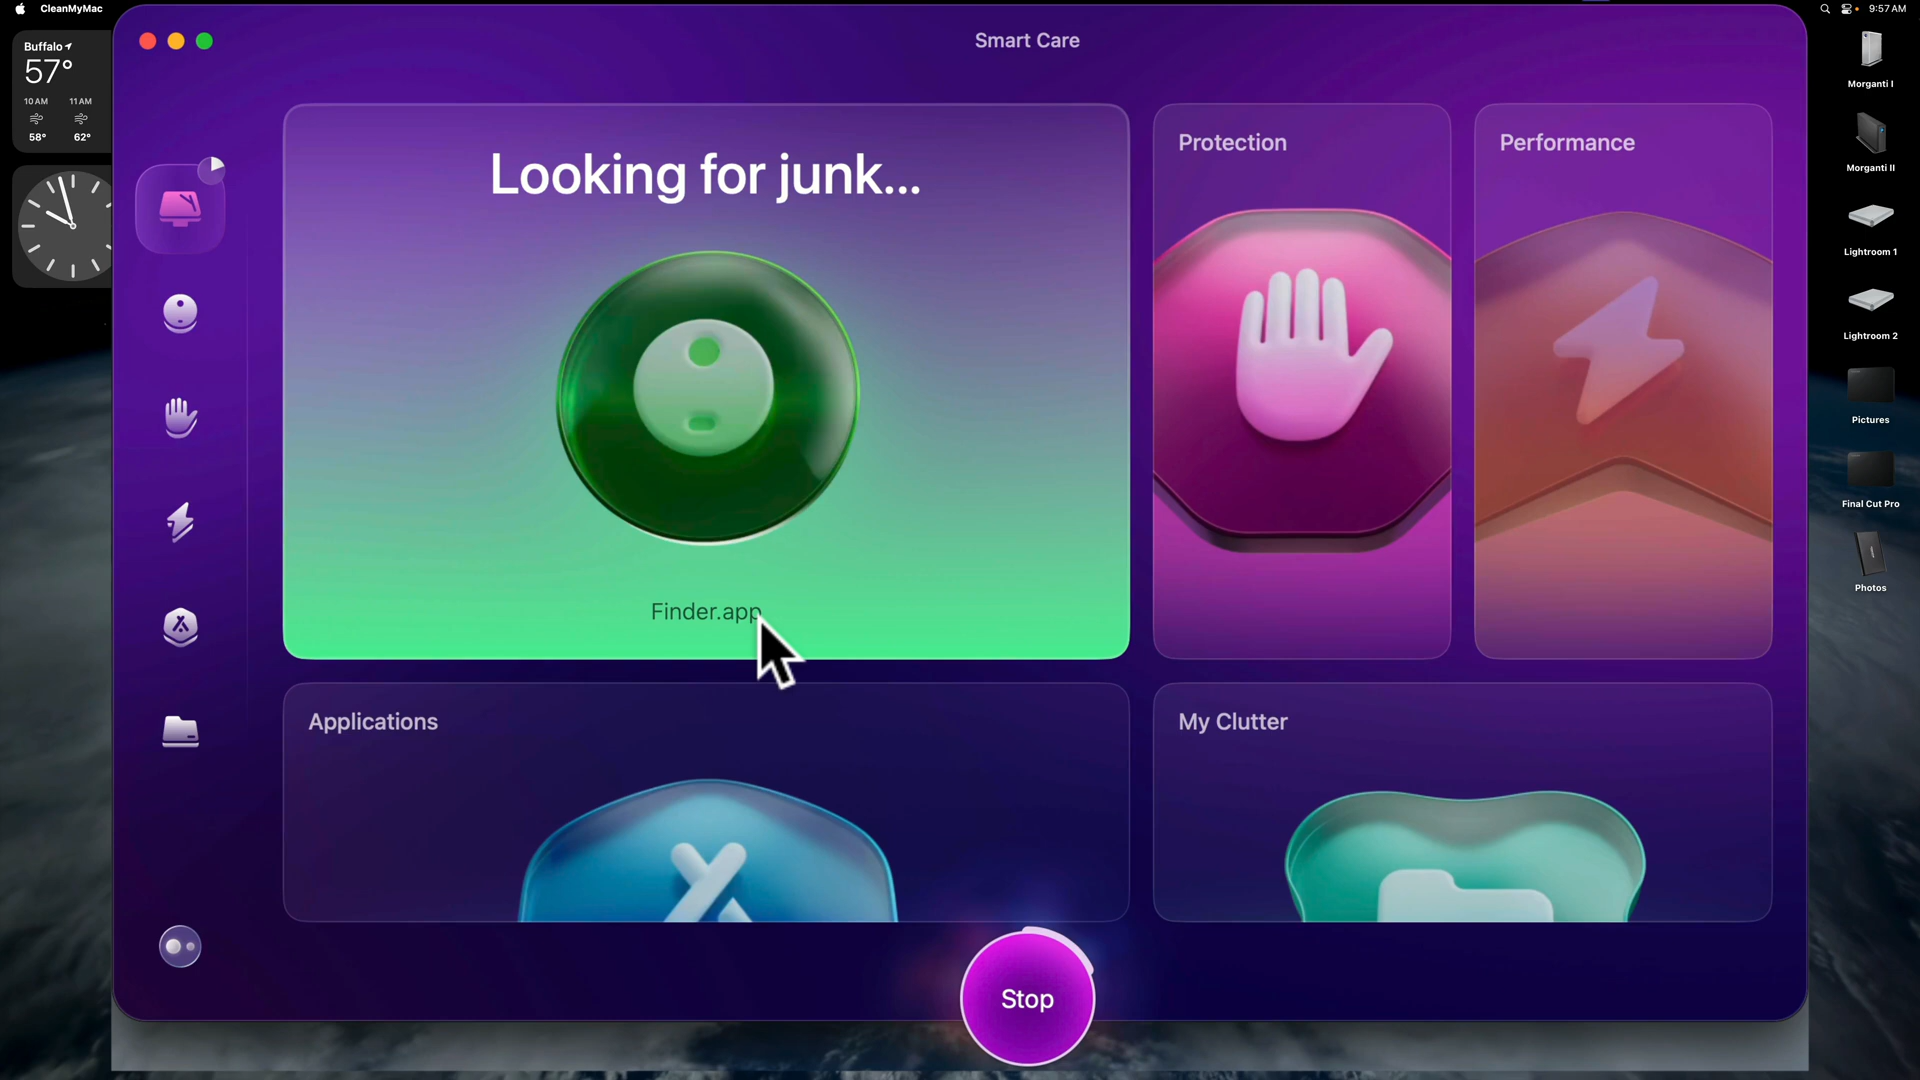 CleanMyMac
9:57 AM
Buffalo
57°
10 AM 11 AM
58° 62°
Smart Care
Looking for junk...
Finder.app
Protection
Performance
Applications
My Clutter
Stop
Morganti I
Morganti II
Lightroom 1
Lightroom 2
Pictures
Final Cut Pro
Photos